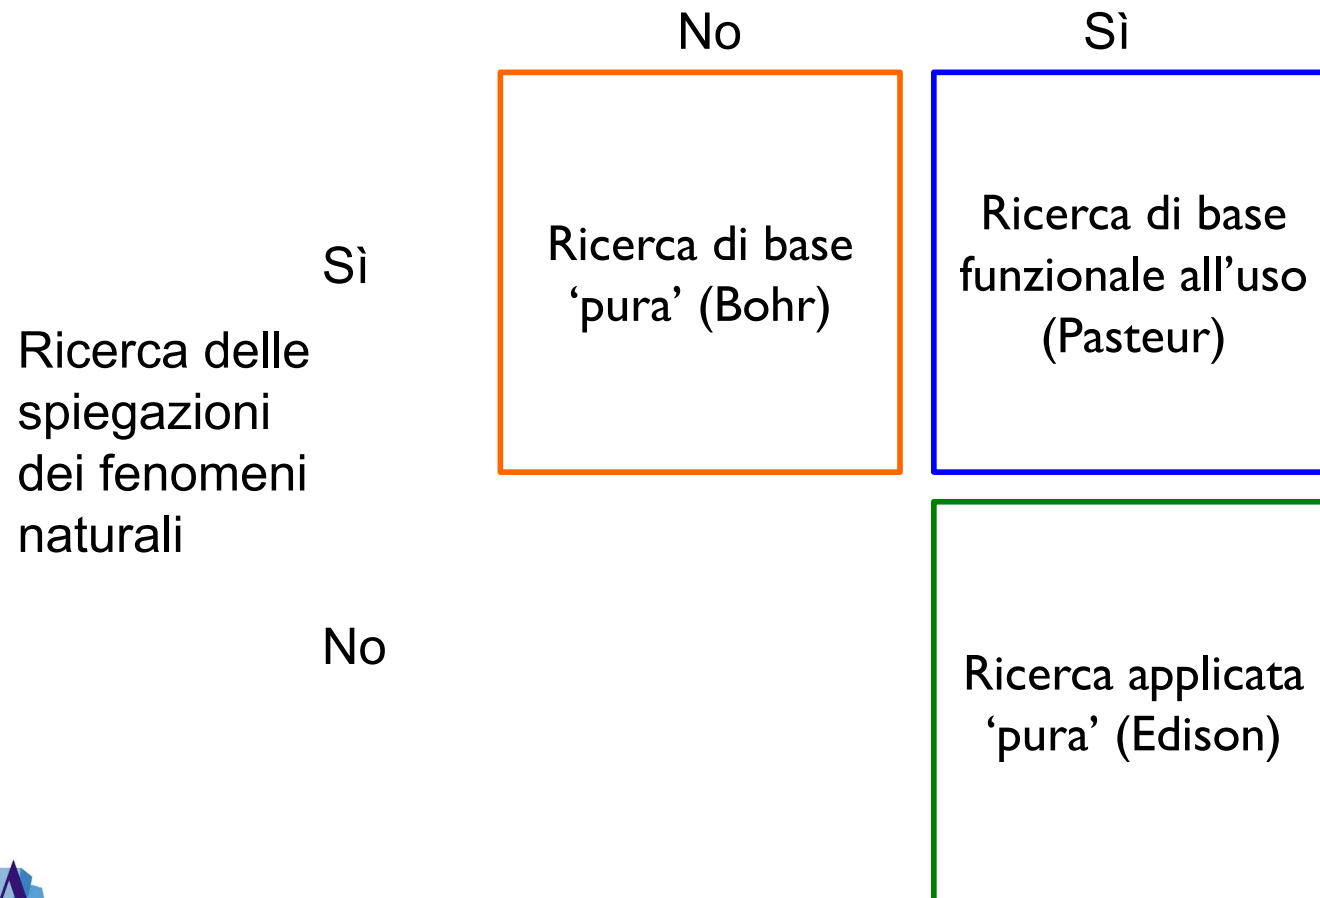 No
Sì
Sì
Ricerca di base
‘pura’ (Bohr)
Ricerca di base
funzionale all’uso
(Pasteur)
Ricerca delle
spiegazioni
dei fenomeni
naturali
No
Ricerca applicata
‘pura’ (Edison)